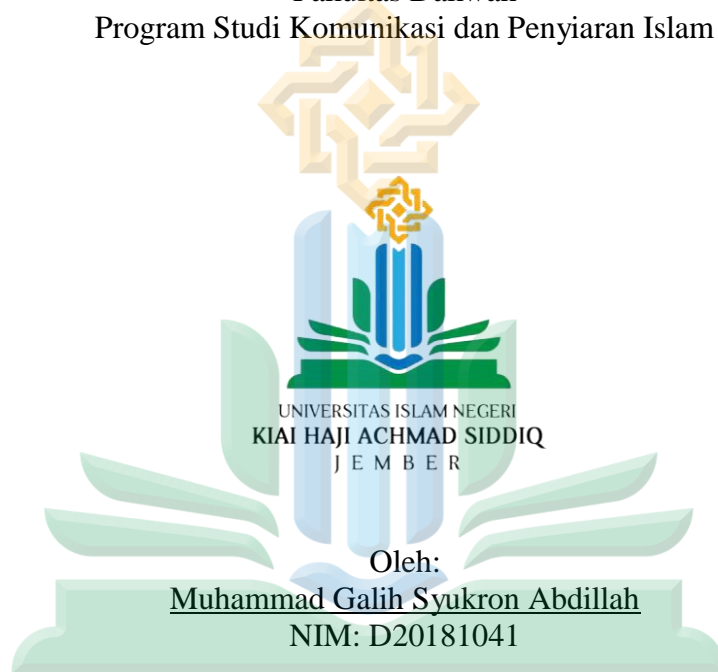 Program Studi Komunikasi dan Penyiaran Islam
UNIVERSITAS ISLAM NEGERI
KIAI HAJI ACHMAD SIDDIQ
JEMBER
Oleh:
Muhammad Galih Syukron Abdillah
NIM: D20181041